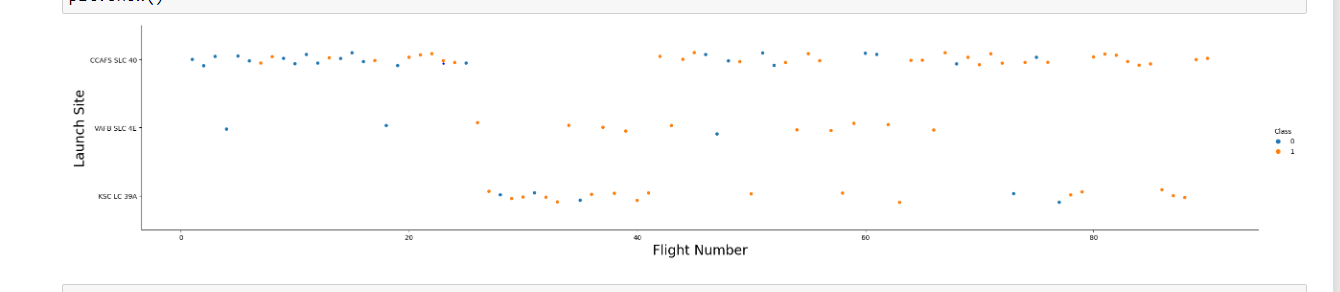 CCAFS SLC 40
VAFB SLC 4E
KSC LC 39A
Launch Site
0 20 40 60 80
Flight Number
Class
0
1